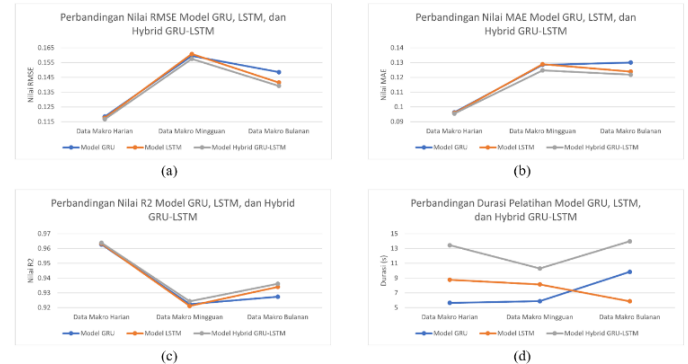 Perbandingan Nilai RMSE Model GRU, LSTM, dan
Hybrid GRU-LSTM
Nilai RMSE
0.165
0.155
0.145
0.135
0.125
0.115
Data Makro Harian
Data Makro Mingguan
Data Makro Bulanan
Model GRU
Model LSTM
Model Hybrid GRU-LSTM
(a)
Perbandingan Nilai MAE Model GRU, LSTM, dan
Hybrid GRU-LSTM
Nilai MAE
0.14
0.13
0.12
0.11
0.1
0.09
Data Makro Harian
Data Makro Mingguan
Data Makro Bulanan
Model GRU
Model LSTM
Model Hybrid GRU-LSTM
(b)
Perbandingan Nilai R2 Model GRU, LSTM, dan Hybrid
GRU-LSTM
Nilai R2
0.97
0.96
0.95
0.94
0.93
0.92
Data Makro Harian
Data Makro Mingguan
Data Makro Bulanan
Model GRU
Model LSTM
Model Hybrid GRU-LSTM
(c)
Perbandingan Durasi Pelatihan Model GRU, LSTM,
dan Hybrid GRU-LSTM
Durasi (s)
15
13
11
9
7
5
Data Makro Harian
Data Makro Mingguan
Data Makro Bulanan
Model GRU
Model LSTM
Model Hybrid GRU-LSTM
(d)